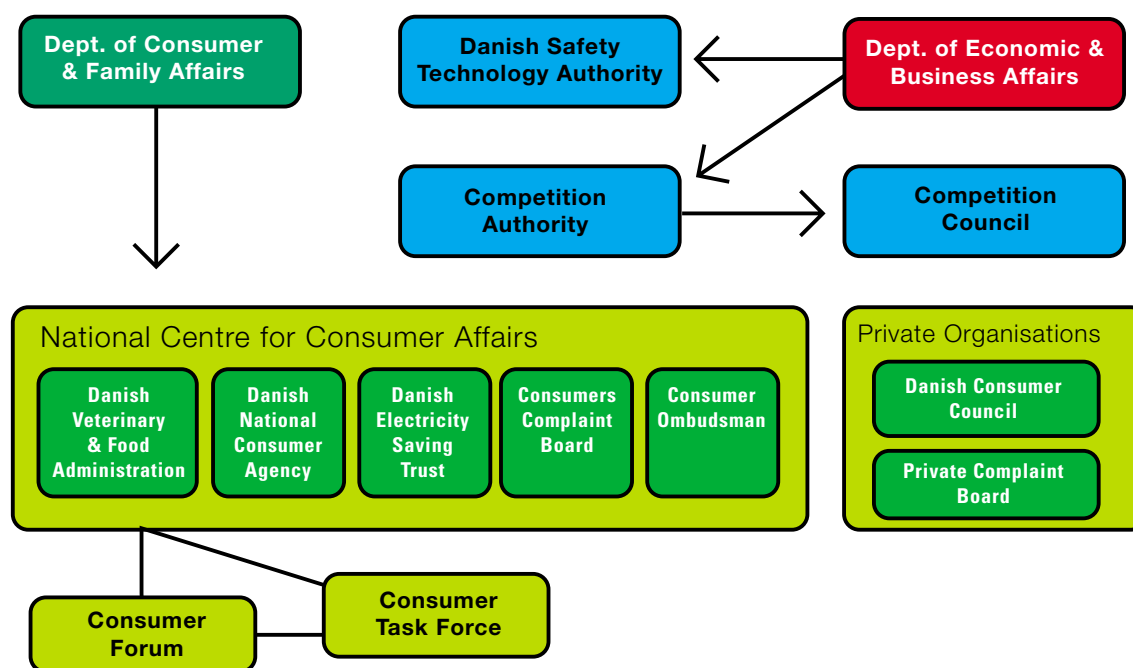 Dept. of Consumer
& Family Affairs
Danish Safety
Technology Authority
Dept. of Economic &
Business Affairs
Competition
Authority
Competition
Council
National Centre for Consumer Affairs
Danish
Veterinary
& Food
Administration
Danish
National
Consumer
Agency
Danish
Electricity
Saving
Trust
Consumers
Complaint
Board
Consumer
Ombudsman
Private Organisations
Danish Consumer
Council
Private Complaint
Board
Consumer
Forum
Consumer
Task Force